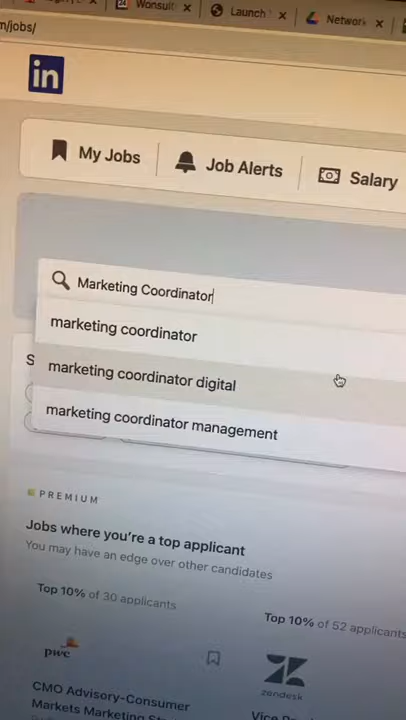 Wonsult
Launch
Network
m/jobs/
in
My Jobs
Job Alerts
Salary
Marketing Coordinator
marketing coordinator
S
marketing coordinator digital
marketing coordinator management
PREMIUM
Jobs where you're a top applicant
You may have an edge over other candidates
Top 10% of 30 applicants
Top 10% of 52 applicants
pwc
zendesk
CMO Advisory-Consumer
Markets Marketing
Vice